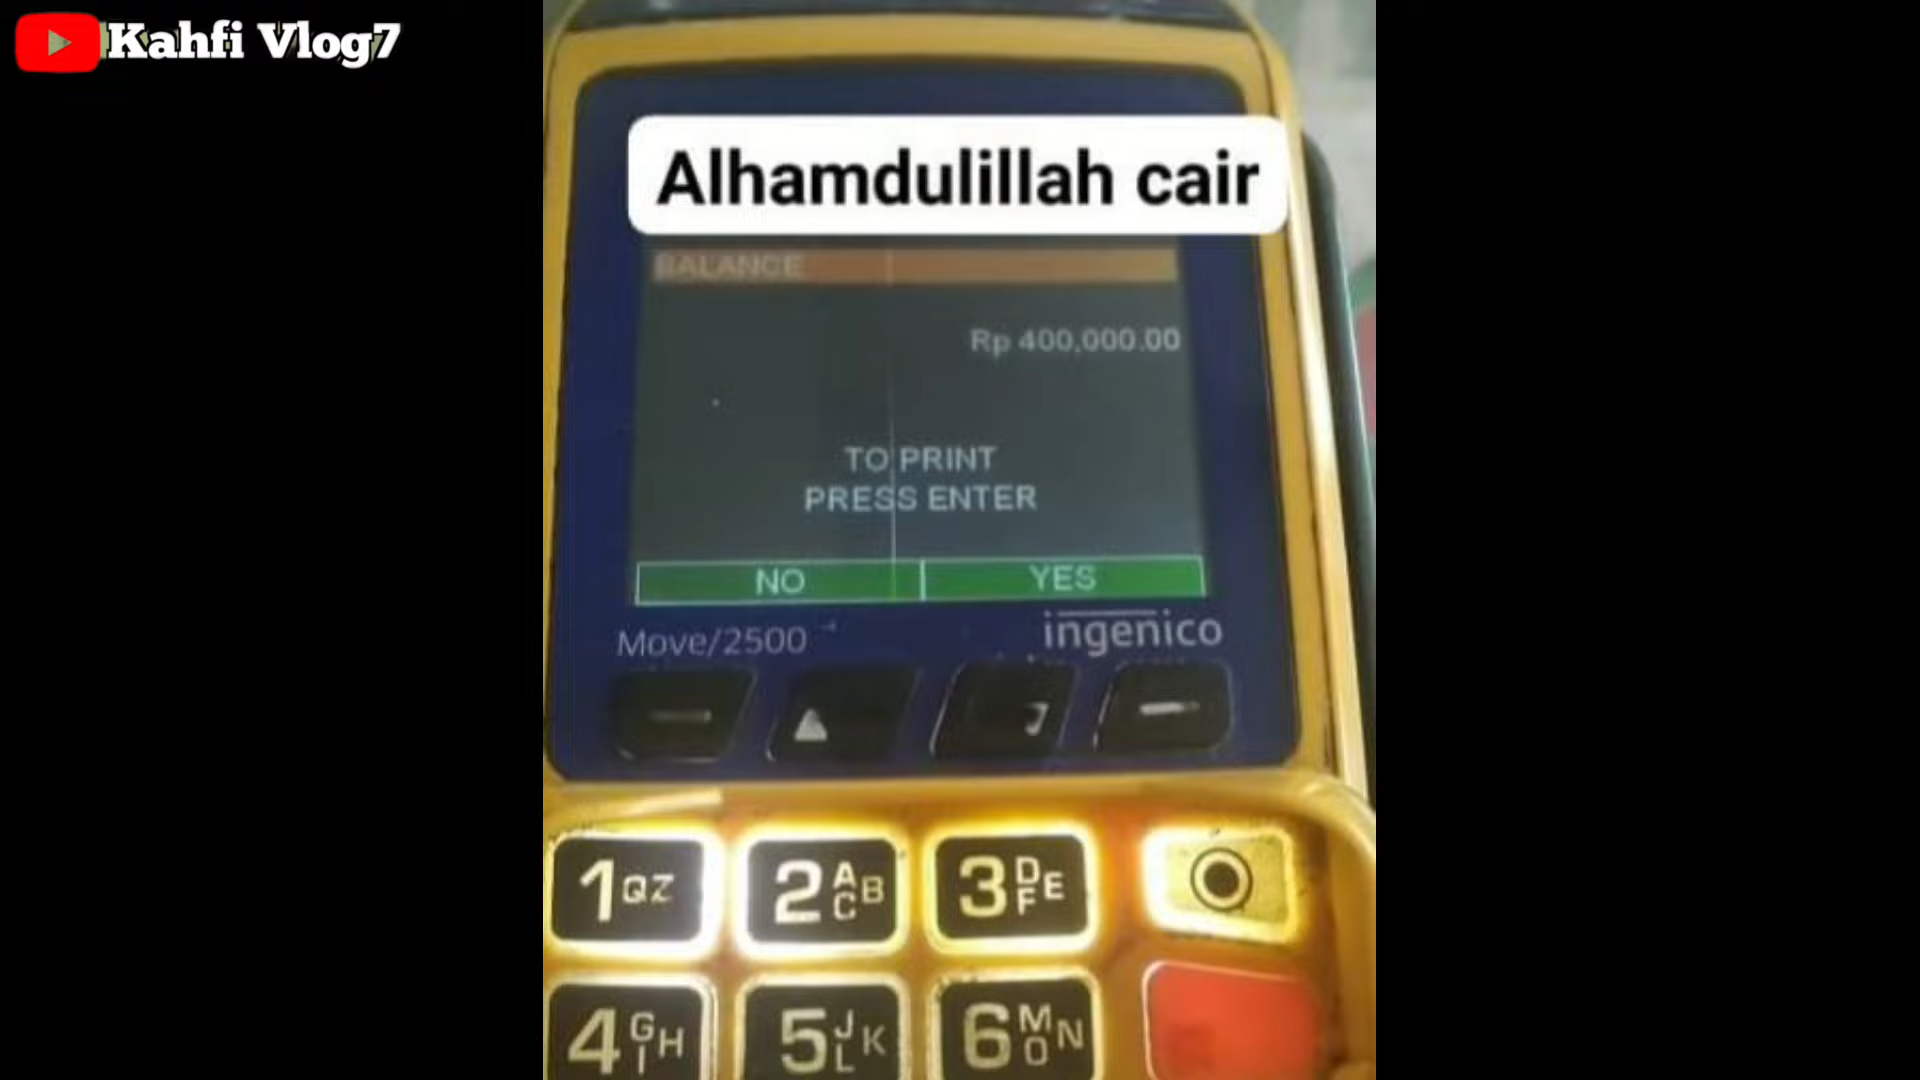 Kahfi Vlog7
Alhamdulillah cair
BALANCE
Rp 400,000.00
TO PRINT
PRESS ENTER
NO YES
Move/2500 ingenico
1 QZ 2 ABC 3 DEF
4 GHI 5 JKL 6 MNO